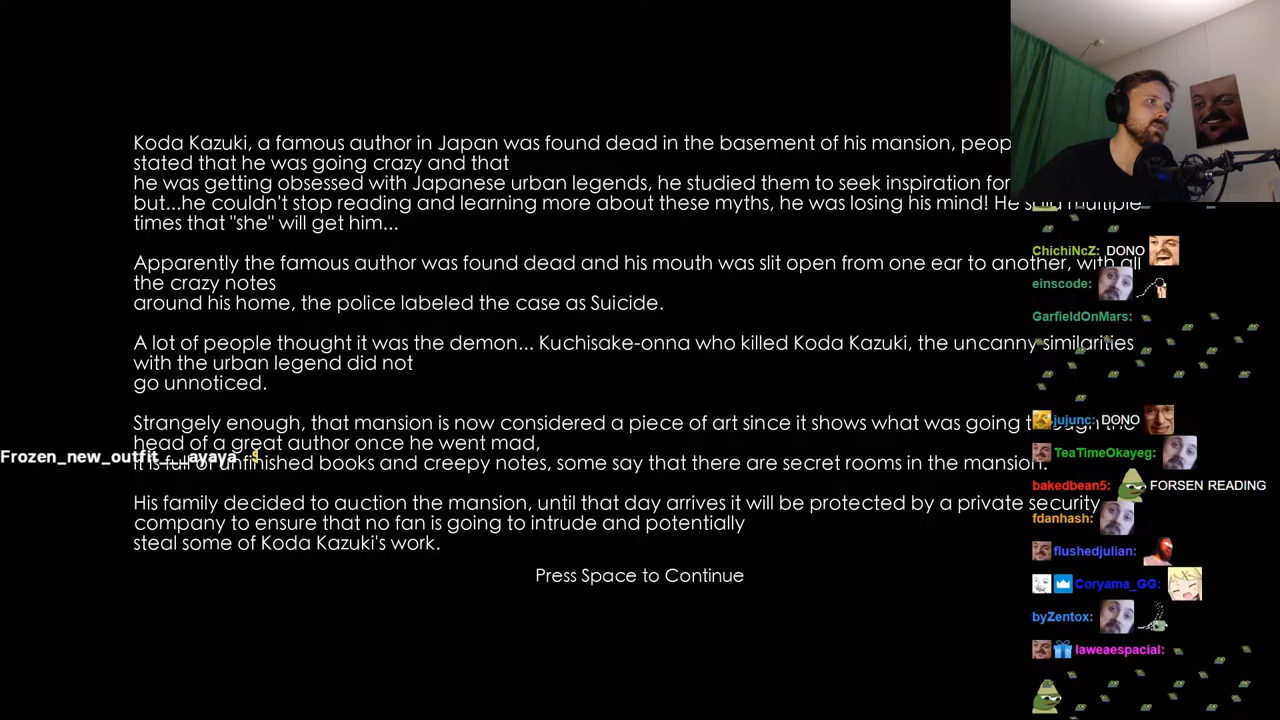 Koda Kazuki, a famous author in Japan was found dead in the basement of his mansion, peop
stated that he was going crazy and that
he was getting obsessed with Japanese urban legends, he studied them to seek inspiration for
but...he couldn't stop reading and learning more about these myths, he was losing his mind! He said multiple
times that "she" will get him...
Apparently the famous author was found dead and his mouth was slit open from one ear to another, with all
the crazy notes
around his home, the police labeled the case as Suicide.
A lot of people thought it was the demon... Kuchisake-onna who killed Koda Kazuki, the uncanny similarities
with the urban legend did not
go unnoticed.
Strangely enough, that mansion is now considered a piece of art since it shows what was going the
head of a great author once he went mad,
it is full of unfinished books and creepy notes, some say that there are secret rooms in the mansion.
His family decided to auction the mansion, until that day arrives it will be protected by a private security
company to ensure that no fan is going to intrude and potentially
steal some of Koda Kazuki's work.
Press Space to Continue
Frozen_new_outfit_
ayaya
ChichiNcZ: DONO
einscode:
GarfieldOnMars:
jujunc: DONO
TeaTimeOkayeg:
bakedbean5: FORSEN READING
fdanhash:
flushedjulian:
Coryama_GG:
byZentox:
laweaespacial: